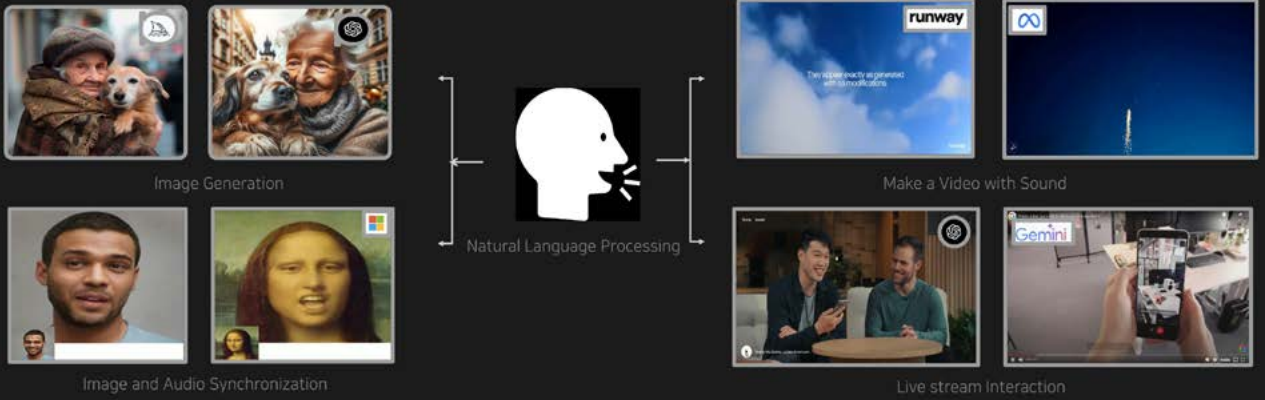 runway
They appear exactly as generated
with no modifications
Image Generation
Make a Video with Sound
Natural Language Processing
Gemini
Image and Audio Synchronization
Live stream Interaction